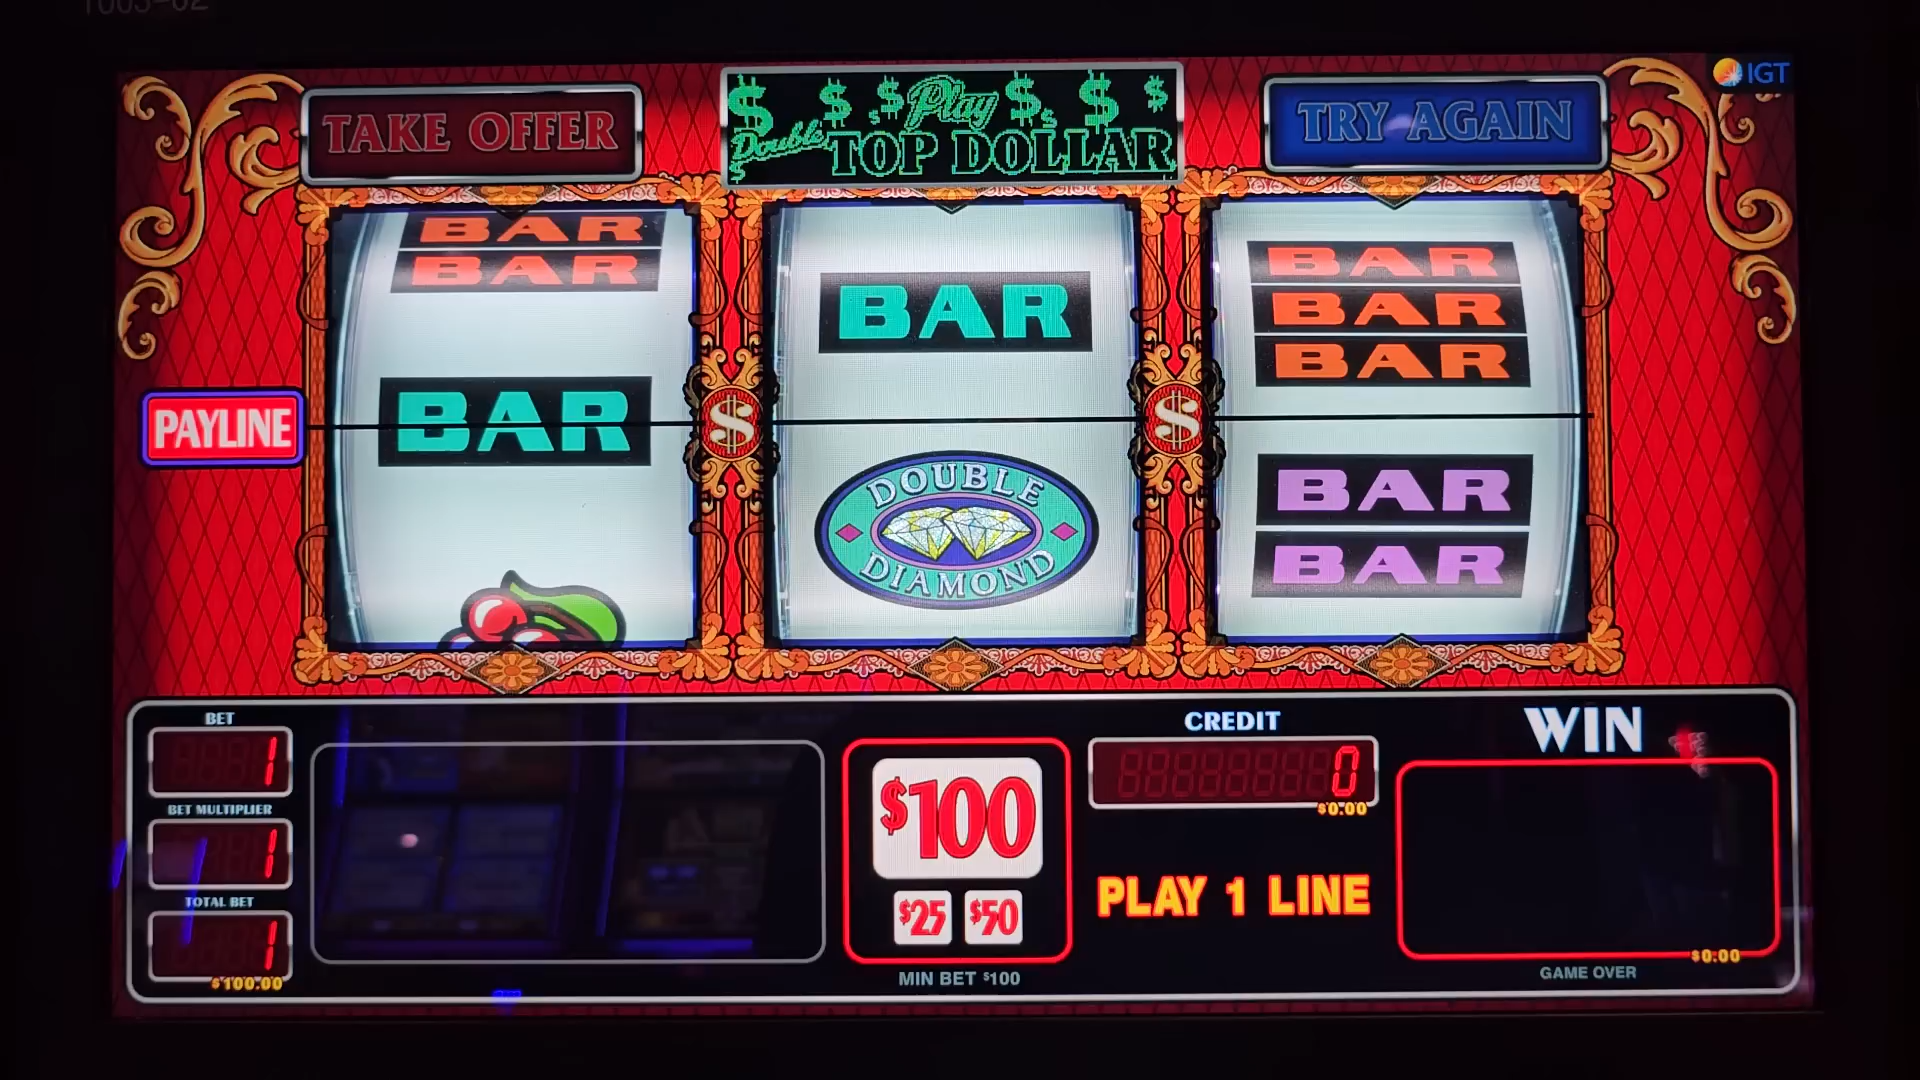 IGT
TAKE OFFER
Play
Double TOP DOLLAR
TRY AGAIN
BAR
BAR
BAR
BAR
BAR
BAR
BAR
PAYLINE
BAR
$
$
DOUBLE
DIAMOND
BAR
BAR
BET
1
BET MULTIPLIER
1
TOTAL BET
1
$100.00
$100
$25
$50
MIN BET $100
CREDIT
0
$0.00
PLAY 1 LINE
WIN
$0.00
GAME OVER